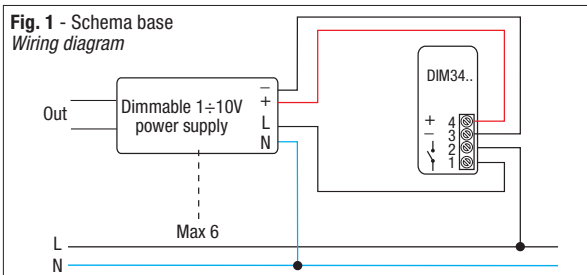 Fig. 1 - Schema base
Wiring diagram
Out
Dimmable 1÷10V
power supply
–
+
L
N
Max 6
DIM34..
+ 4
– 3
2
1
L
N